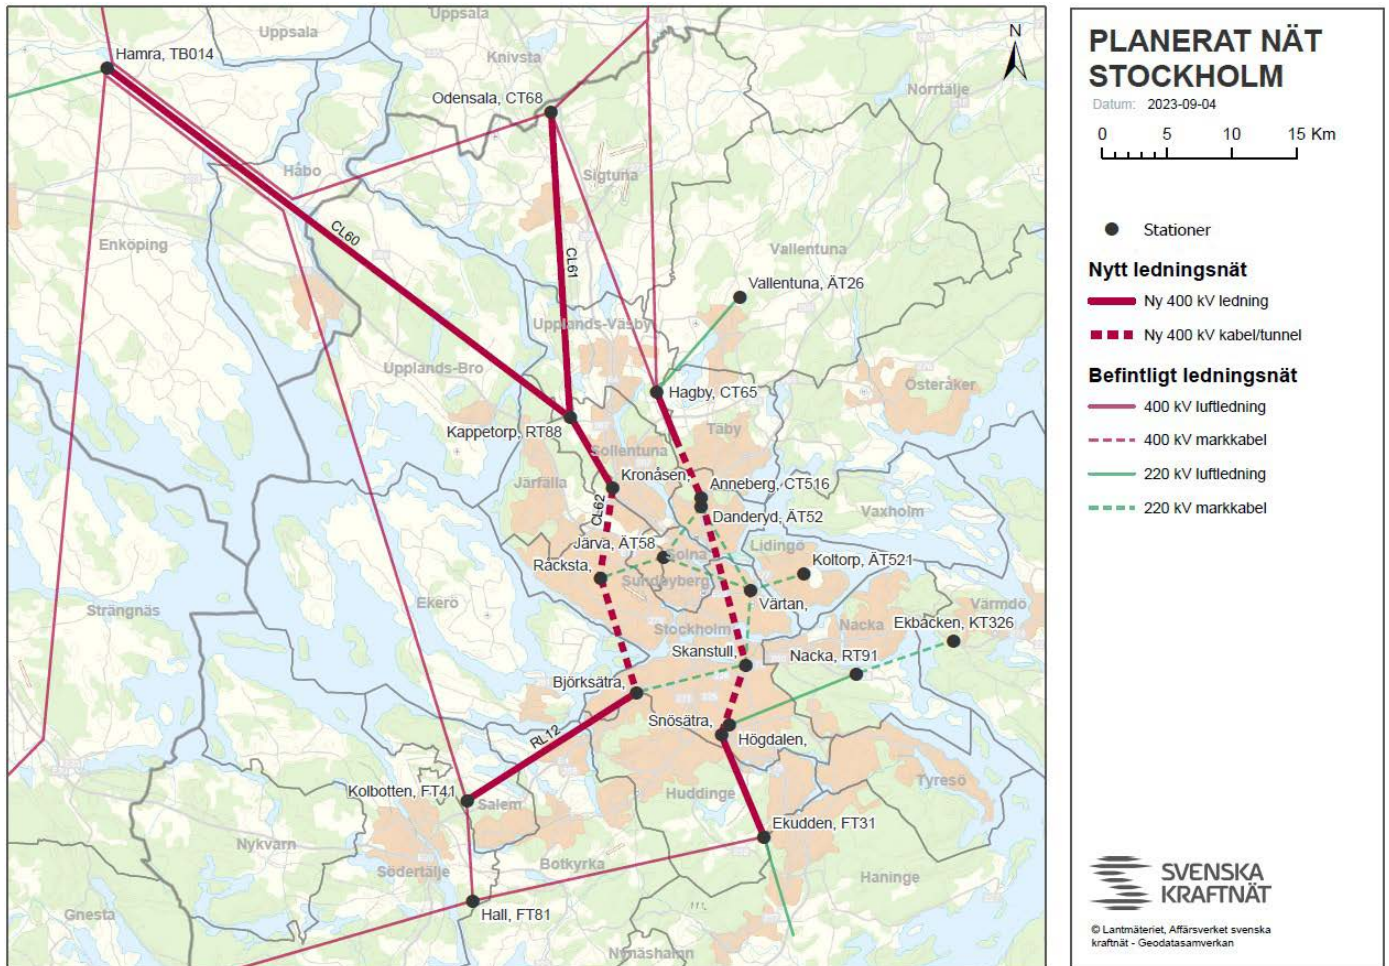 Uppsala
Uppsala
Hamra, TB014
Knivsta
Odensala, CT68
Norrtälje
N
Håbo
Sigtuna
Enköping
CL60
CL61
Vallentuna
Vallentuna, ÄT26
Upplands-Väsby
Upplands-Bro
Österåker
Hagby, CT65
Täby
Kappetorp, RT88
Sollentuna
Kronåsen,
Järfälla
Anneberg, CT516
CL62
Danderyd, ÄT52
Vaxholm
Järva, ÄT58
Solna
Lidingö
Koltorp, ÄT521
Råcksta,
Sundbyberg
Värtan,
Strängnäs
Ekerö
Värmdö
Stockholm
Nacka
Ekbacken, KT326
Skanstull,
Nacka, RT91
Björksätra,
Snösätra,
Högdalen,
RL12
Tyresö
Kolbotten, FT41
Salem
Huddinge
Ekudden, FT31
Nykvarn
Botkyrka
Södertälje
Haninge
Gnesta
Hall, FT81
Nynäshamn
PLANERAT NÄT
STOCKHOLM
Datum: 2023-09-04
0 5 10 15 Km
Stationer
Nytt ledningsnät
Ny 400 kV ledning
Ny 400 kV kabel/tunnel
Befintligt ledningsnät
400 kV luftledning
400 kV markkabel
220 kV luftledning
220 kV markkabel
SVENSKA
KRAFTNÄT
© Lantmäteriet, Affärsverket svenska
kraftnät - Geodatasamverkan